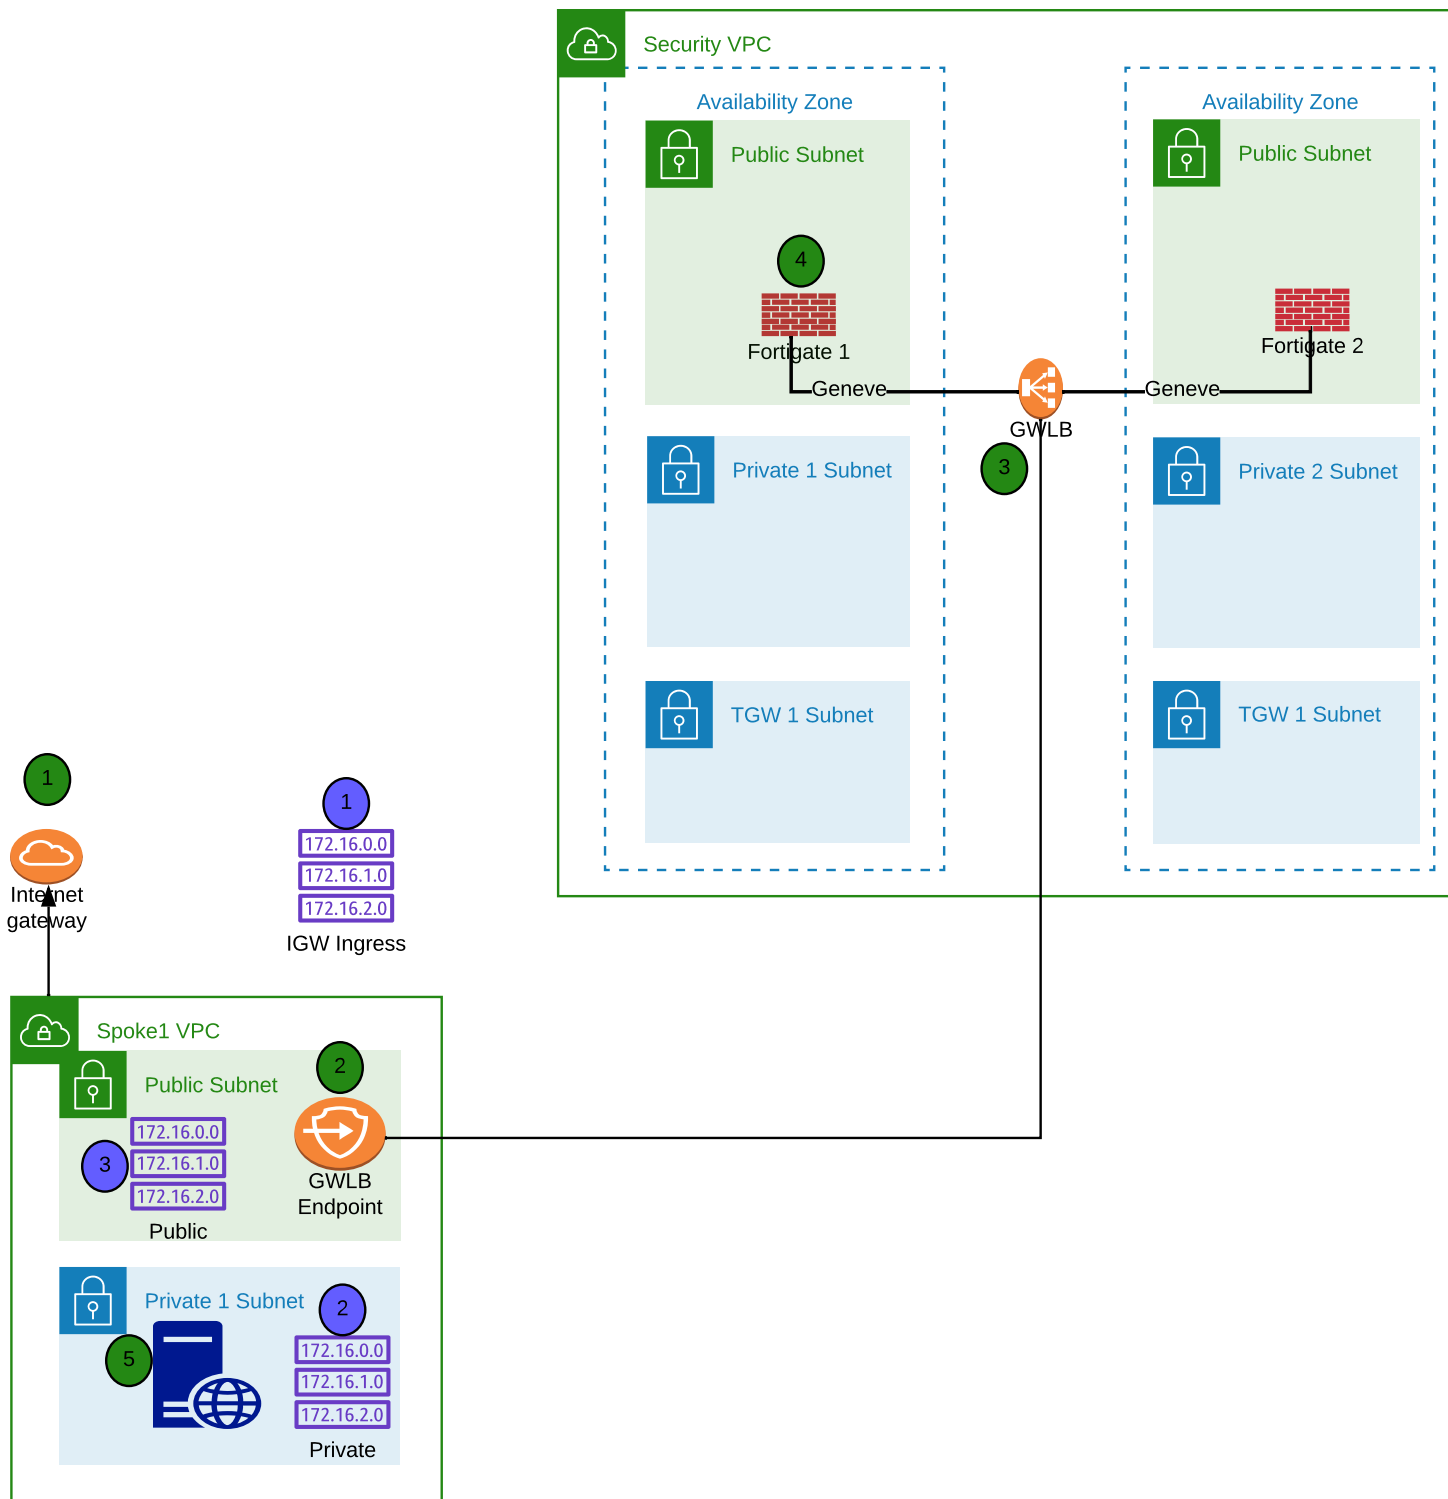 Security VPC
Availability Zone
Availability Zone
Public Subnet
Public Subnet
4
Fortigate 1
Fortigate 2
Geneve
Geneve
GWLB
3
Private 1 Subnet
Private 2 Subnet
TGW 1 Subnet
TGW 1 Subnet
1
Internet
gateway
1
172.16.0.0
172.16.1.0
172.16.2.0
IGW Ingress
Spoke1 VPC
Public Subnet
2
3
172.16.0.0
172.16.1.0
172.16.2.0
Public
GWLB
Endpoint
Private 1 Subnet
2
5
172.16.0.0
172.16.1.0
172.16.2.0
Private